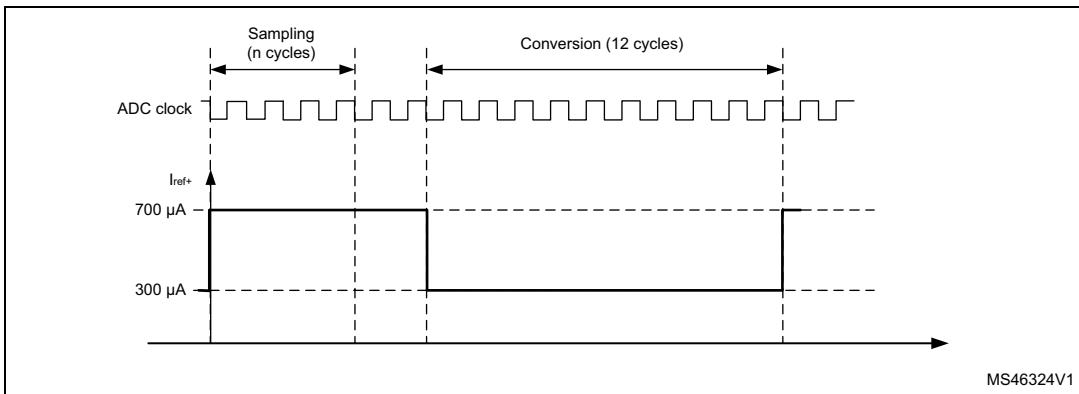 Sampling
(n cycles)
Conversion (12 cycles)
ADC clock
Iref+
700 µA
300 µA
MS46324V1